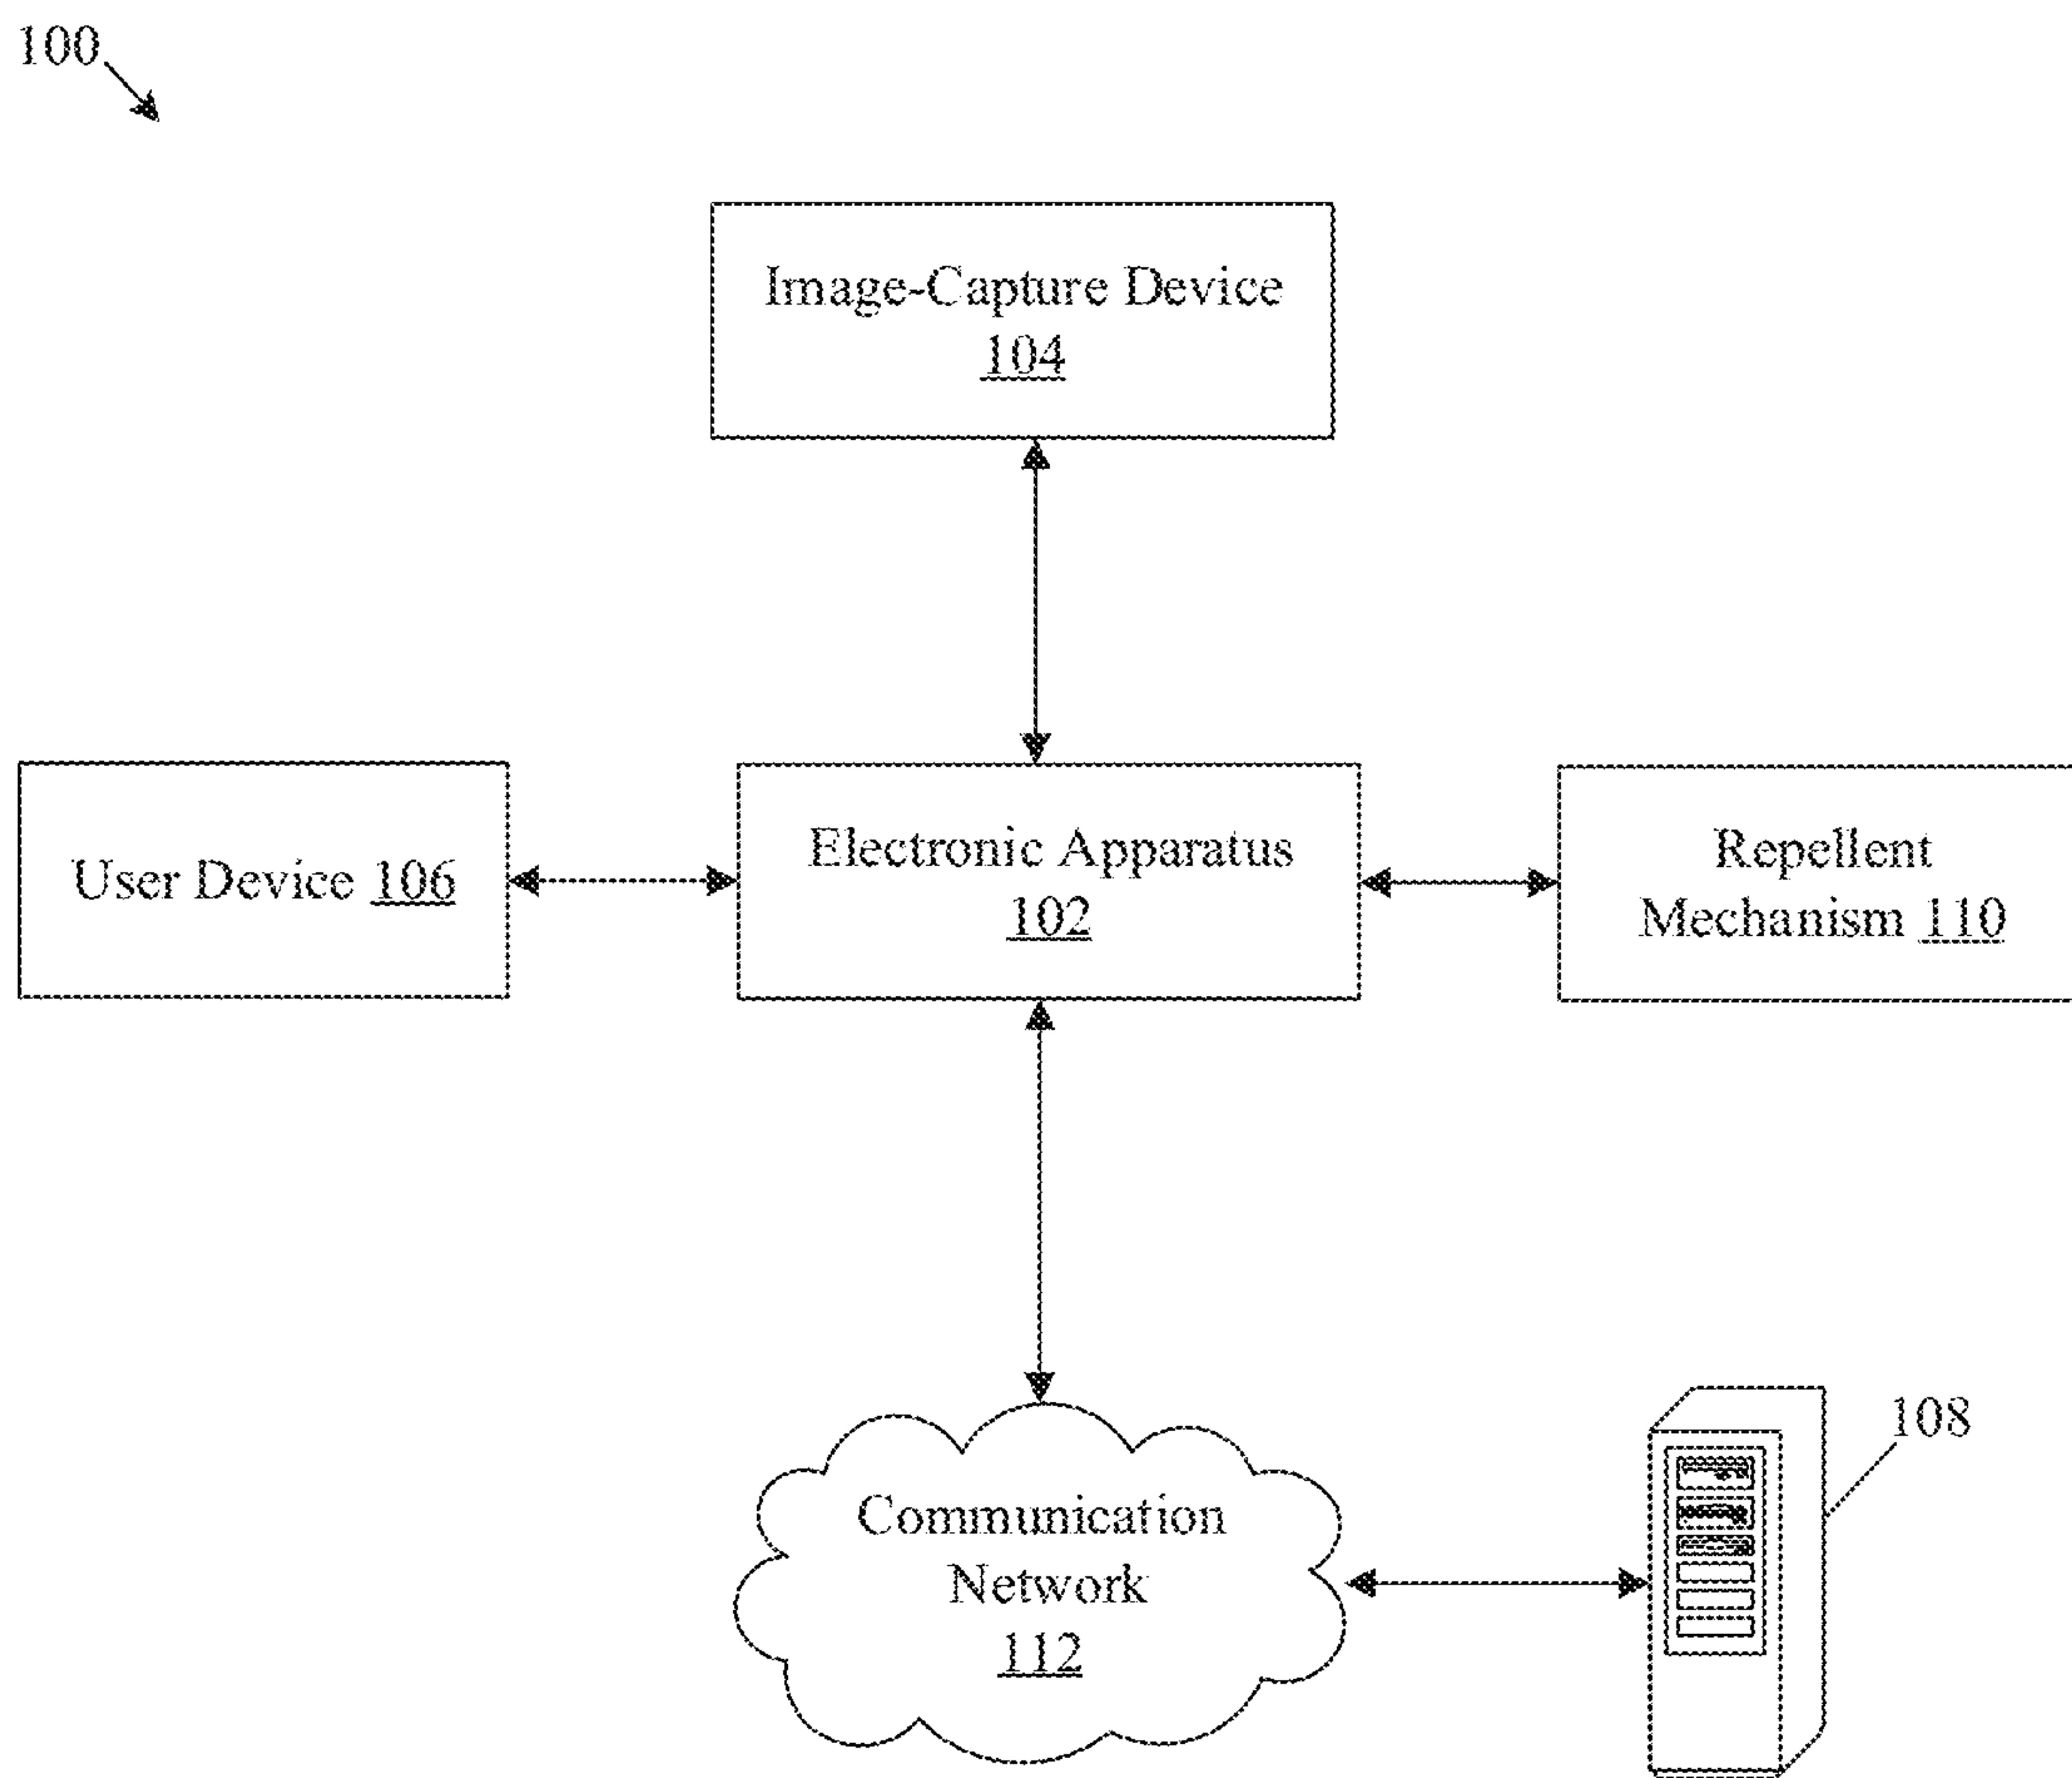 100
Image-Capture Device
104
User Device 106
Electronic Apparatus
102
Repellent
Mechanism 110
Communication
Network
112
108